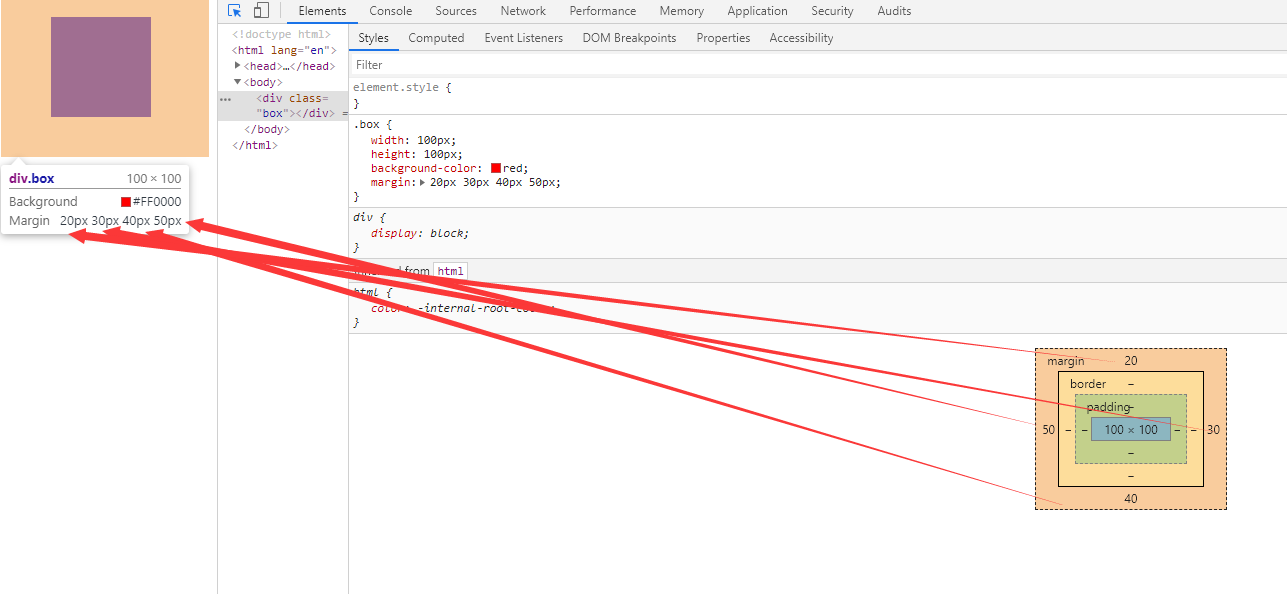 Elements Console Sources Network Performance Memory Application Security Audits
<!doctype html>
<html lang="en">
<head>…</head>
<body>
<div class=
"box"></div> =
</body>
</html>
div.box 100 × 100
Background #FF0000
Margin 20px 30px 40px 50px
Styles Computed Event Listeners DOM Breakpoints Properties Accessibility
Filter
element.style {
}
.box {
width: 100px;
height: 100px;
background-color: red;
margin: 20px 30px 40px 50px;
}
div {
display: block;
}
from html
html {
color: -internal-root-color;
}
margin 20
border –
padding –
50 – – 100 × 100 – – 30
–
–
40